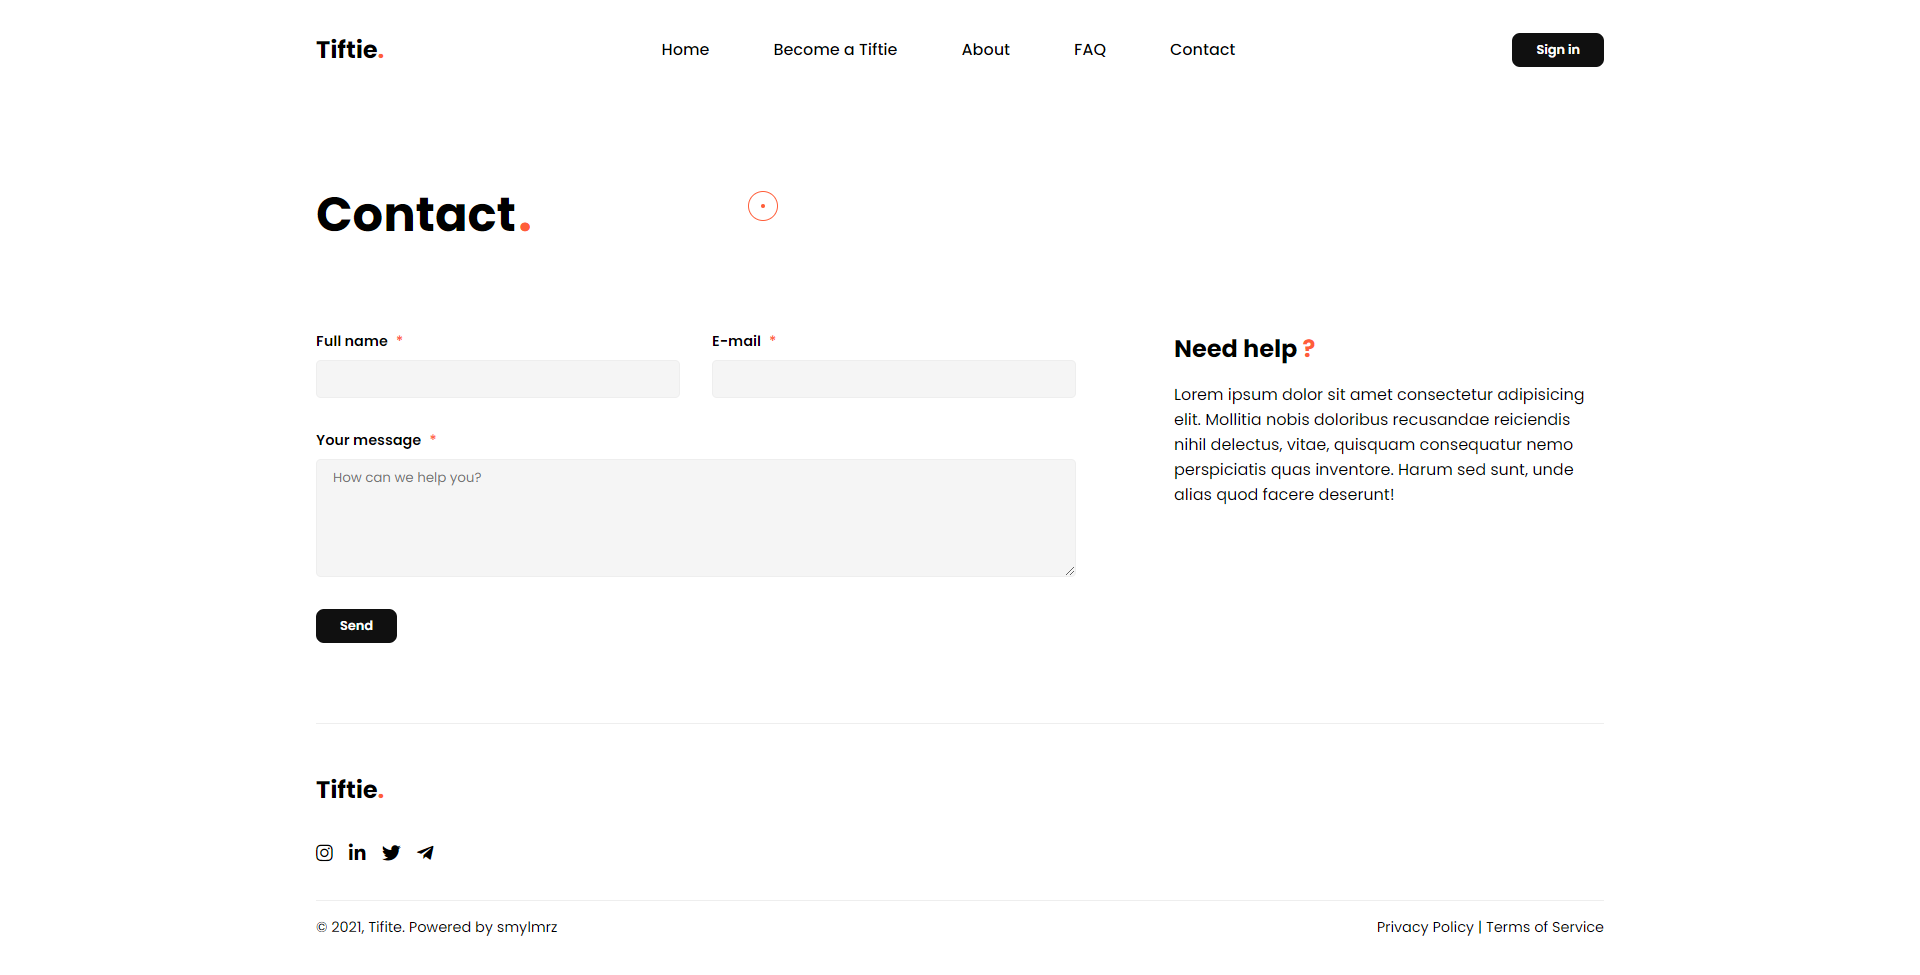 Tiftie.
Home
Become a Tiftie
About
FAQ
Contact
Sign in
Contact.
Full name *
E-mail *
Your message *
How can we help you?
Send
Need help ?
Lorem ipsum dolor sit amet consectetur adipisicing
elit. Mollitia nobis doloribus recusandae reiciendis
nihil delectus, vitae, quisquam consequatur nemo
perspiciatis quas inventore. Harum sed sunt, unde
alias quod facere deserunt!
Tiftie.
© 2021, Tifite. Powered by smylmrz
Privacy Policy | Terms of Service